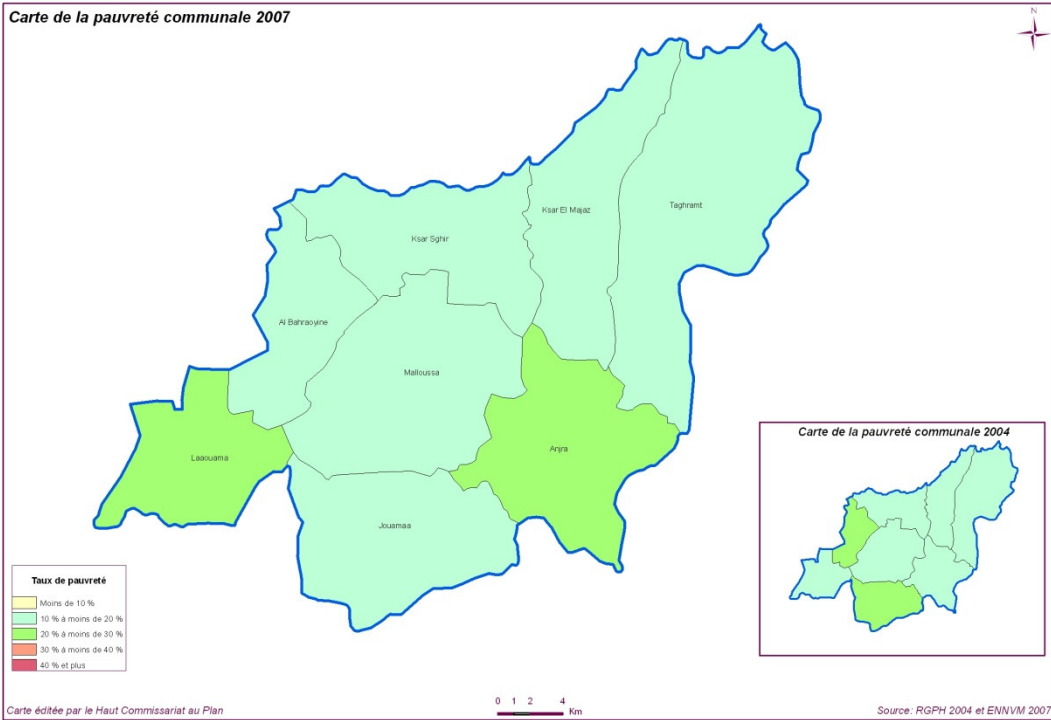 Carte de la pauvreté communale 2007
N
Taghramt
Ksar El Majaz
Ksar Sghir
Al Bahraoyine
Malloussa
Carte de la pauvreté communale 2004
Anjra
Laaouama
Jouamaa
Taux de pauvreté
Moins de 10 %
10 % à moins de 20 %
20 % à moins de 30 %
30 % à moins de 40 %
40 % et plus
0 1 2 4
Km
Carte éditée par le Haut Commissariat au Plan
Source: RGPH 2004 et ENNVM 2007